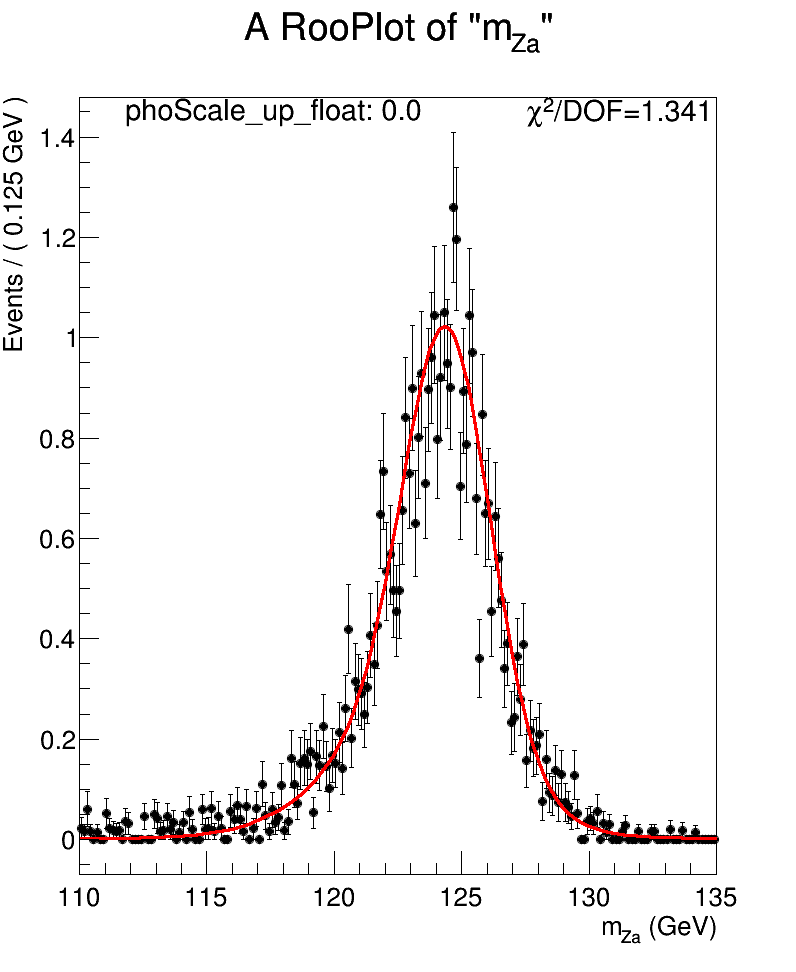 A RooPlot of "m_Za"
phoScale_up_float: 0.0
χ²/DOF=1.341
Events / ( 0.125 GeV )
1.4
1.2
1
0.8
0.6
0.4
0.2
0
110 115 120 125 130 135
m_Za (GeV)